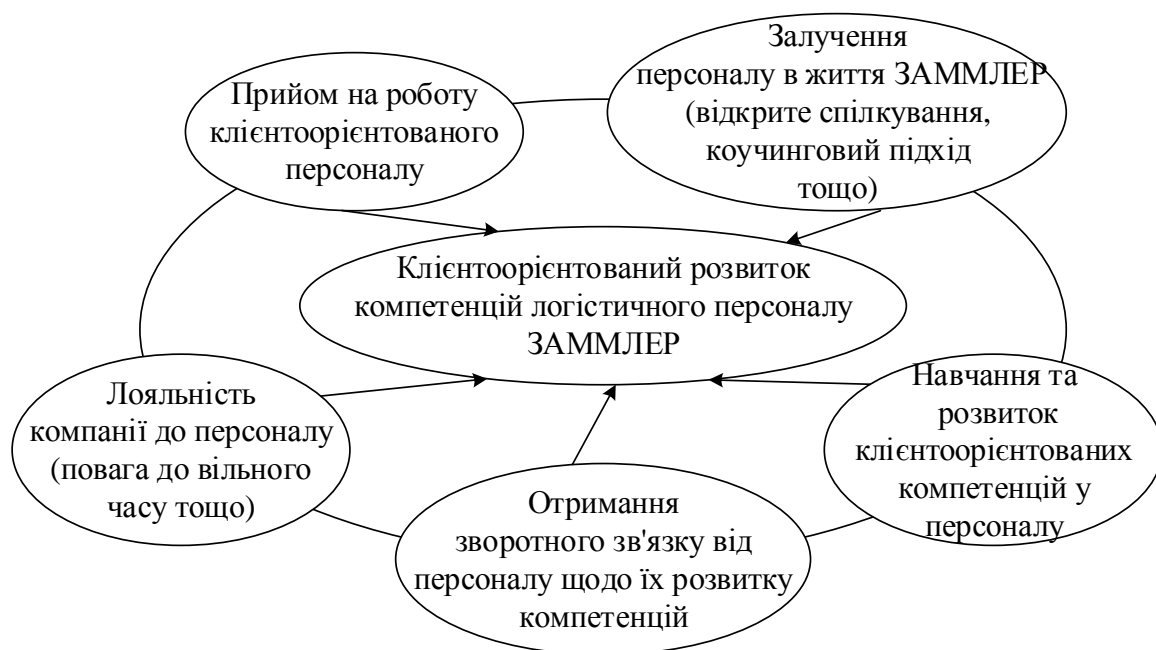 Прийом на роботу
клієнтоорієнтованого
персоналу
Залучення
персоналу в життя ЗАММЛЕР
(відкрите спілкування,
коучинговий підхід
тощо)
Клієнтоорієнтований розвиток
компетенцій логістичного персоналу
ЗАММЛЕР
Лояльність
компанії до персоналу
(повага до вільного
часу тощо)
Навчання та
розвиток
клієнтоорієнтованих
компетенцій у
персоналу
Отримання
зворотного зв'язку від
персоналу щодо їх розвитку
компетенцій